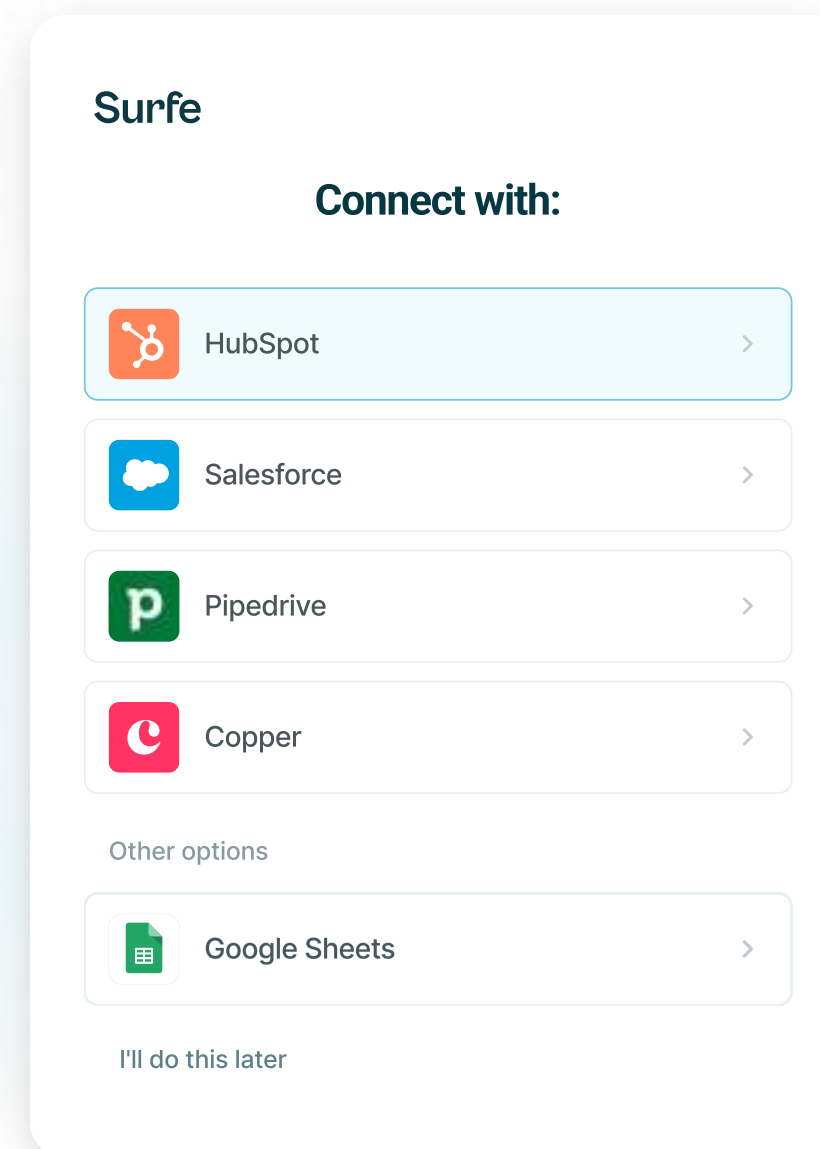 Surfe
Connect with:
HubSpot
Salesforce
Pipedrive
Copper
Other options
Google Sheets
I'll do this later